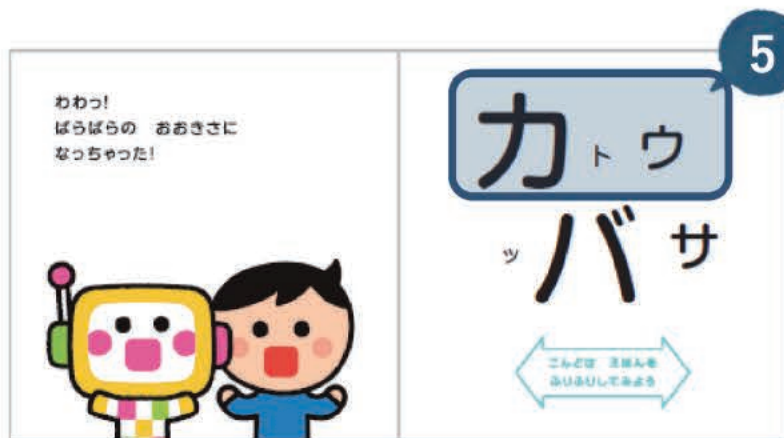 わわっ!
ばらばらの おおきさに
なっちゃった!
5
カトウ
ッバサ
こんどは えほんを
ふりふりしてみよう